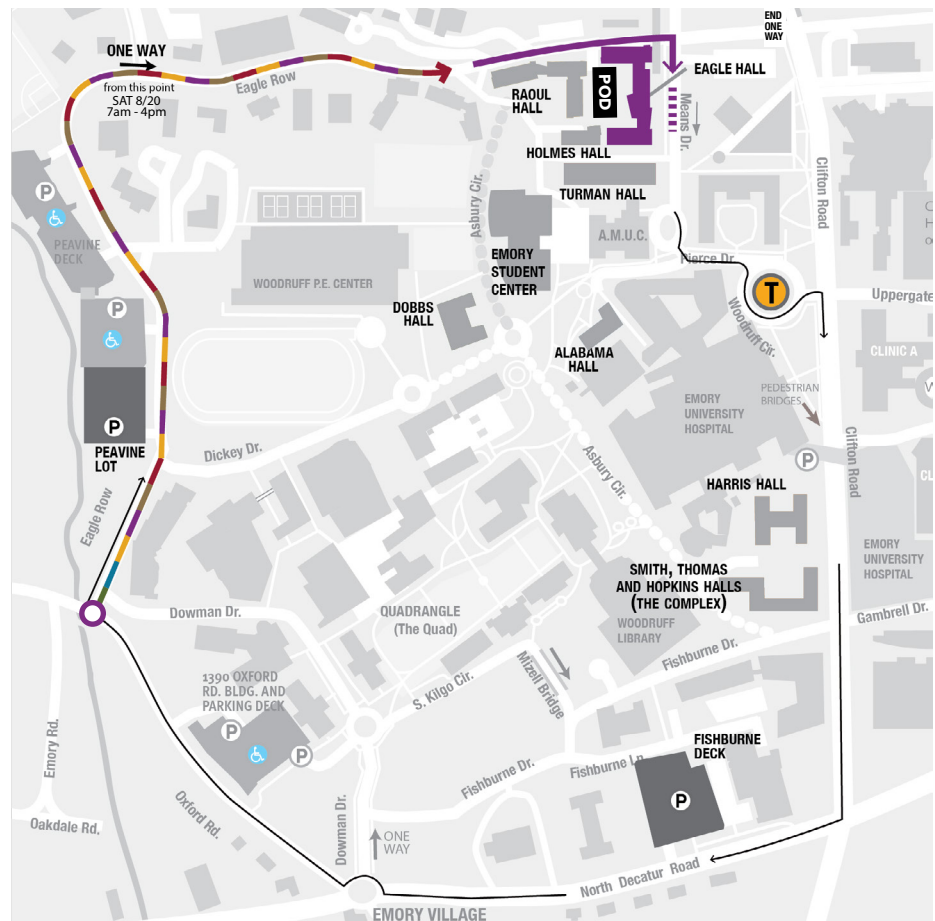 END
ONE
WAY
ONE WAY
from this point
SAT 8/20
7am - 4pm
Eagle Row
RAOUL
HALL
POD
EAGLE HALL
Means Dr.
HOLMES HALL
TURMAN HALL
Clifton Road
P
PEAVINE
DECK
Asbury Cir.
A.M.U.C.
EMORY
STUDENT
CENTER
Pierce Dr.
WOODRUFF P.E. CENTER
T
Uppergate
P
DOBBS
HALL
Woodruff Cir.
ALABAMA
HALL
CLINIC A
PEDESTRIAN
BRIDGES
EMORY
UNIVERSITY
HOSPITAL
P
PEAVINE
LOT
Dickey Dr.
P
Clifton Road
Asbury Cir.
HARRIS HALL
Eagle Row
EMORY
UNIVERSITY
HOSPITAL
SMITH, THOMAS
AND HOPKINS HALLS
(THE COMPLEX)
WOODRUFF
LIBRARY
Gambrell Dr.
Dowman Dr.
QUADRANGLE
(The Quad)
Fishburne Dr.
1390 OXFORD
RD. BLDG. AND
PARKING DECK
S. Kilgo Cir.
Mizell Bridge
P
P
Emory Rd.
FISHBURNE
DECK
Fishburne Dr.
Fishburne Ln.
P
Oxford Rd.
Dowman Dr.
Oakdale Rd.
ONE
WAY
North Decatur Road
EMORY VILLAGE